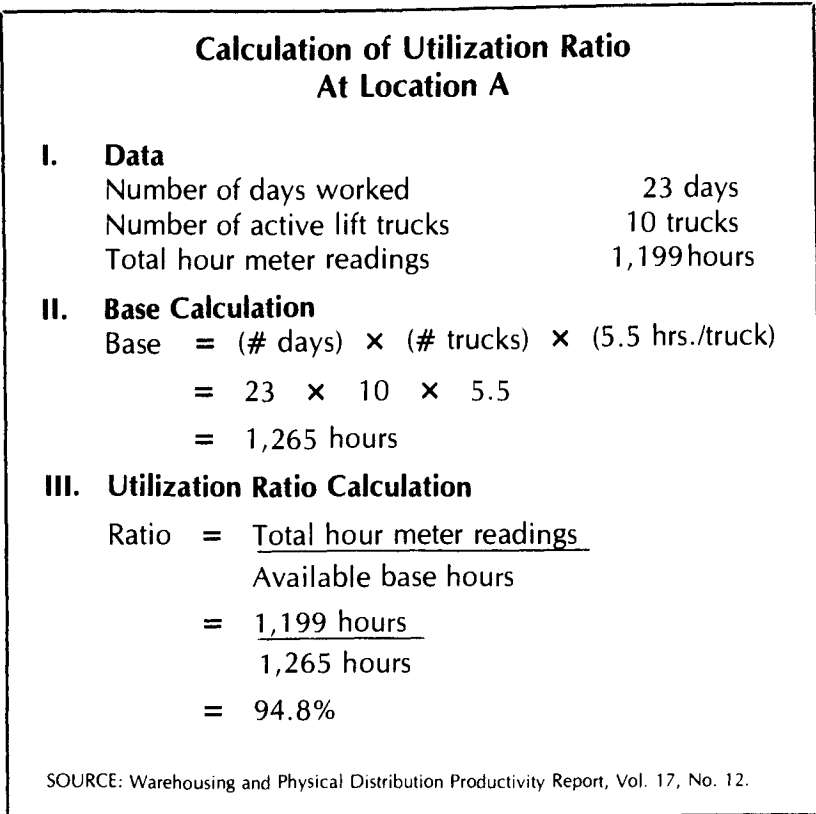 Calculation of Utilization Ratio
At Location A
I. Data
Number of days worked 23 days
Number of active lift trucks 10 trucks
Total hour meter readings 1,199 hours
II. Base Calculation
Base = (# days) × (# trucks) × (5.5 hrs./truck)
= 23 × 10 × 5.5
= 1,265 hours
III. Utilization Ratio Calculation
Ratio = Total hour meter readings
Available base hours
= 1,199 hours
1,265 hours
= 94.8%
SOURCE: Warehousing and Physical Distribution Productivity Report, Vol. 17, No. 12.